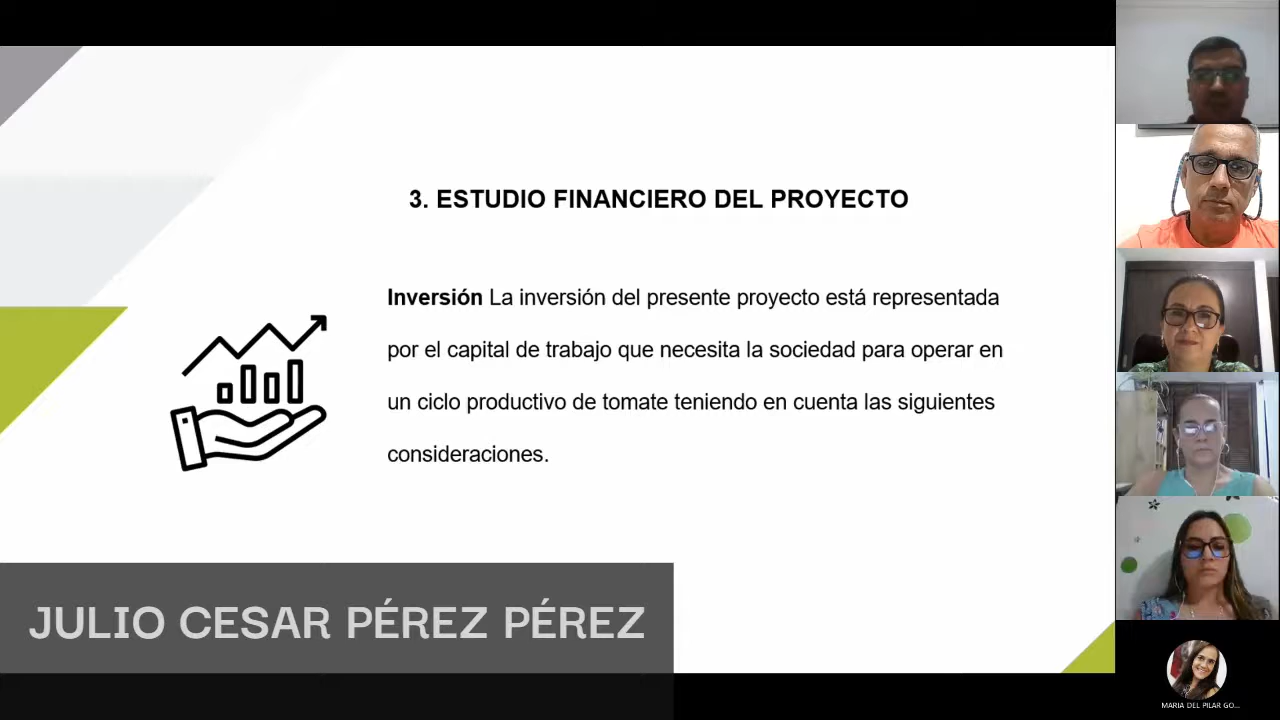 3. ESTUDIO FINANCIERO DEL PROYECTO
Inversión La inversión del presente proyecto está representada
por el capital de trabajo que necesita la sociedad para operar en
un ciclo productivo de tomate teniendo en cuenta las siguientes
consideraciones.
JULIO CESAR PÉREZ PÉREZ
MARIA DEL PILAR GO...